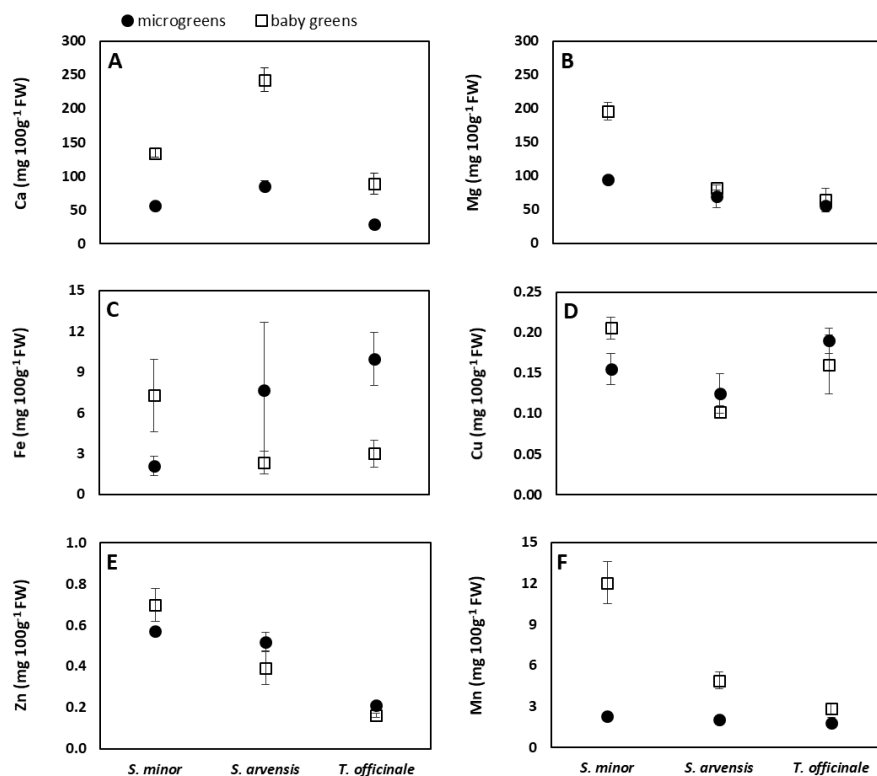 microgreens baby greens
A
Ca (mg 100g-1 FW)
300
250
200
150
100
50
0
B
Mg (mg 100g-1 FW)
300
250
200
150
100
50
0
C
Fe (mg 100g-1 FW)
15
12
9
6
3
0
D
Cu (mg 100g-1 FW)
0.25
0.20
0.15
0.10
0.05
0.00
E
Zn (mg 100g-1 FW)
1.0
0.8
0.6
0.4
0.2
0.0
S. minor S. arvensis T. officinale
F
Mn (mg 100g-1 FW)
15
12
9
6
3
0
S. minor S. arvensis T. officinale